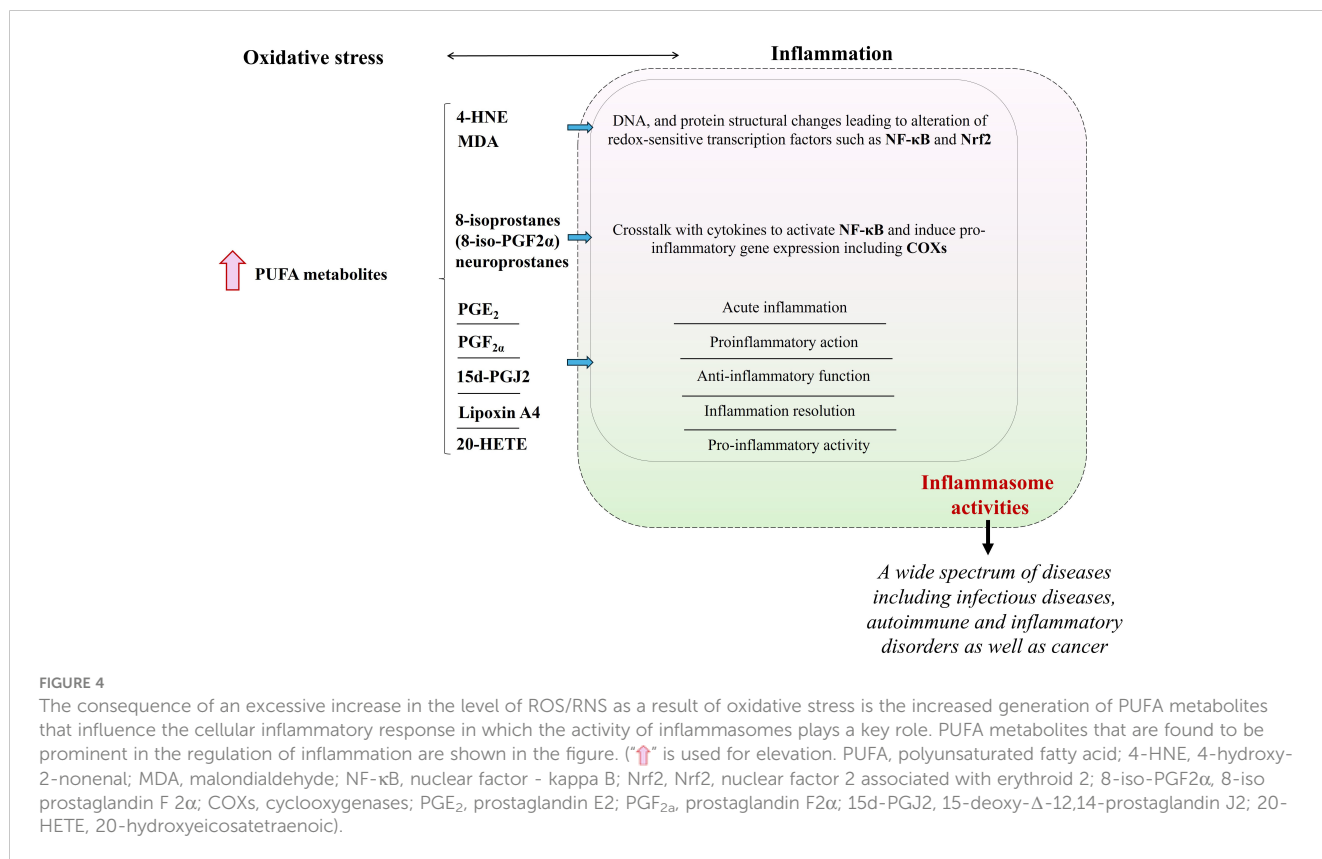 Oxidative stress
Inflammation
4-HNE
MDA
DNA, and protein structural changes leading to alteration of
redox-sensitive transcription factors such as NF-κB and Nrf2
8-isoprostanes
(8-iso-PGF2α)
neuroprostanes
Crosstalk with cytokines to activate NF-κB and induce pro-
inflammatory gene expression including COXs
PUFA metabolites
PGE₂
Acute inflammation
PGF₂α
Proinflammatory action
15d-PGJ2
Anti-inflammatory function
Lipoxin A4
Inflammation resolution
20-HETE
Pro-inflammatory activity
Inflammasome
activities
A wide spectrum of diseases
including infectious diseases,
autoimmune and inflammatory
disorders as well as cancer
FIGURE 4
The consequence of an excessive increase in the level of ROS/RNS as a result of oxidative stress is the increased generation of PUFA metabolites
that influence the cellular inflammatory response in which the activity of inflammasomes plays a key role. PUFA metabolites that are found to be
prominent in the regulation of inflammation are shown in the figure. ("⇧" is used for elevation. PUFA, polyunsaturated fatty acid; 4-HNE, 4-hydroxy-
2-nonenal; MDA, malondialdehyde; NF-κB, nuclear factor - kappa B; Nrf2, Nrf2, nuclear factor 2 associated with erythroid 2; 8-iso-PGF2α, 8-iso
prostaglandin F 2α; COXs, cyclooxygenases; PGE₂, prostaglandin E2; PGF₂ₐ, prostaglandin F2α; 15d-PGJ2, 15-deoxy-Δ-12,14-prostaglandin J2; 20-
HETE, 20-hydroxyeicosatetraenoic).